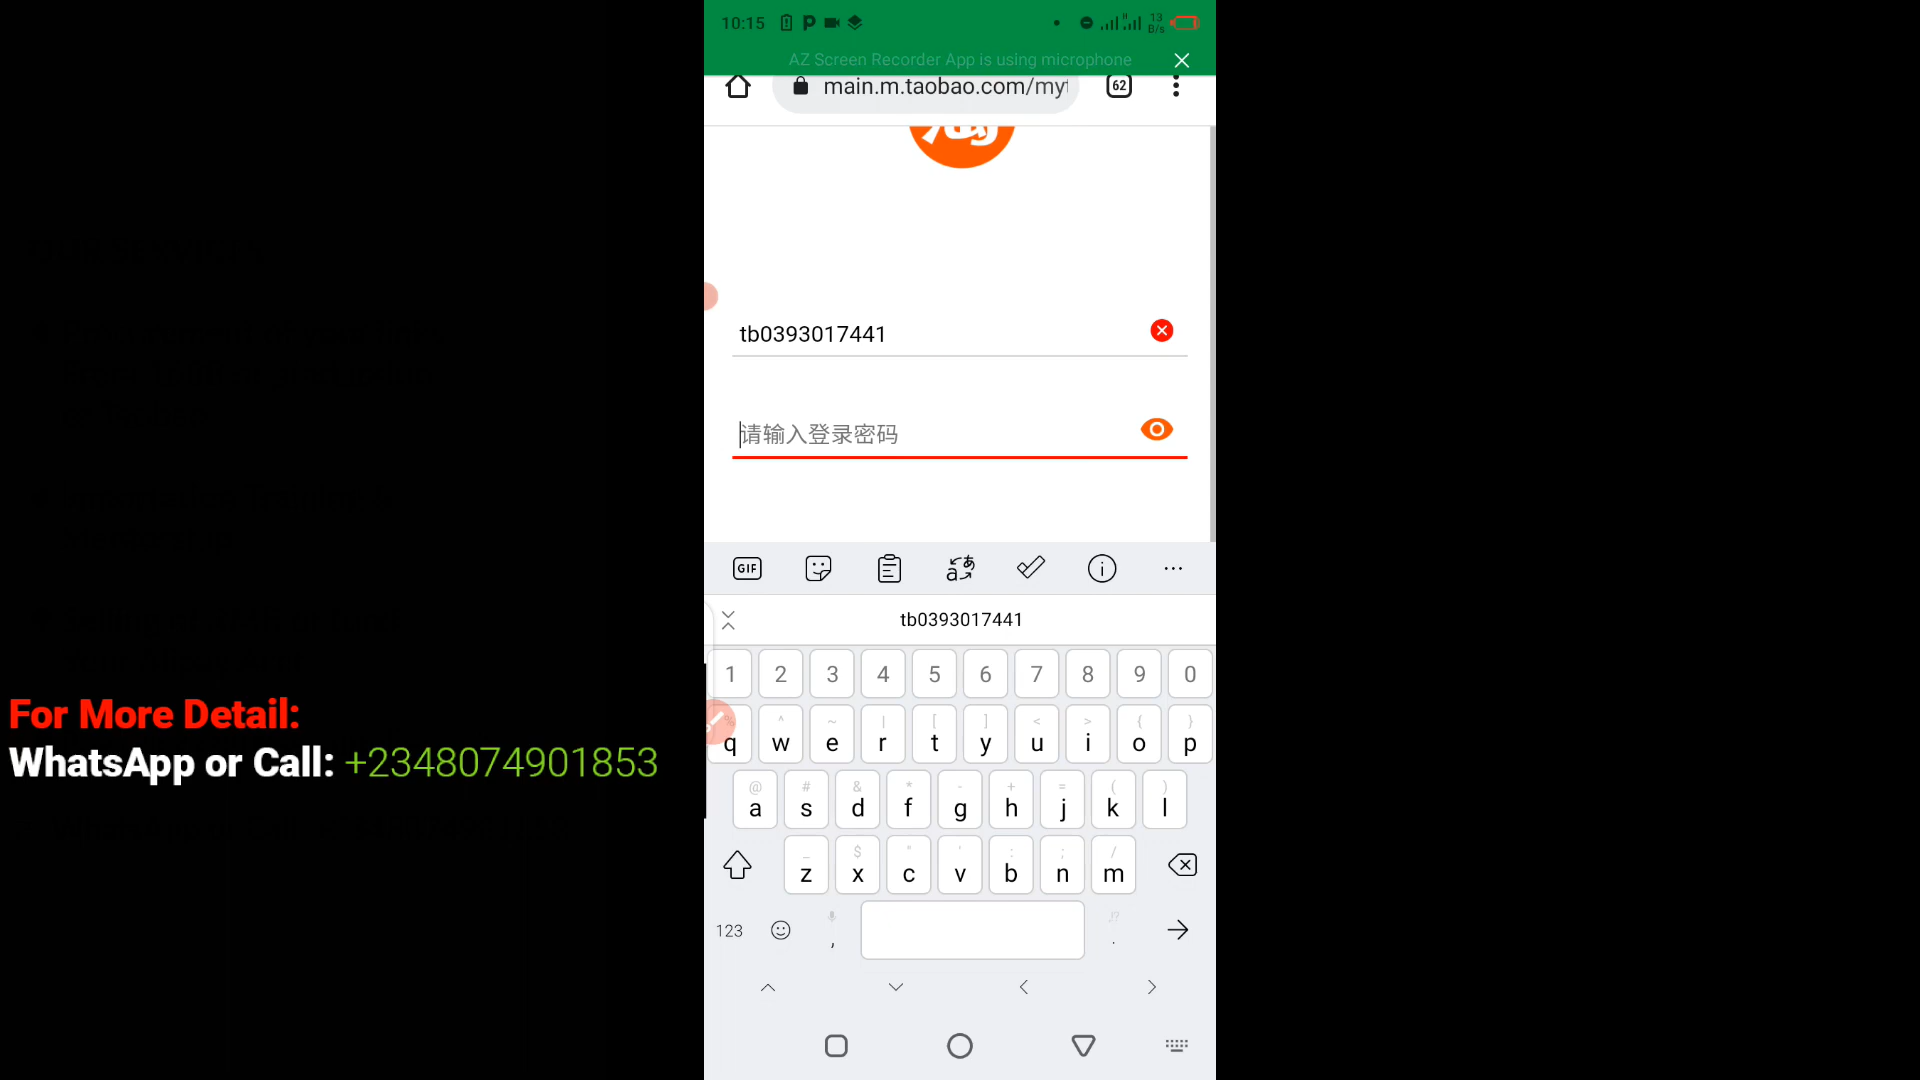 10:15
13
B/s
AZ Screen Recorder App is using microphone
main.m.taobao.com/my
62
tb0393017441
请输入登录密码
GIF
tb0393017441
1 2 3 4 5 6 7 8 9 0
% ^ ~ | [ ] < > { }
q w e r t y u i o p
@ # & * - + = ( )
a s d f g h j k l
_ $ " ' : ; /
z x c v b n m
123 , .
For More Detail:
WhatsApp or Call: +2348074901853